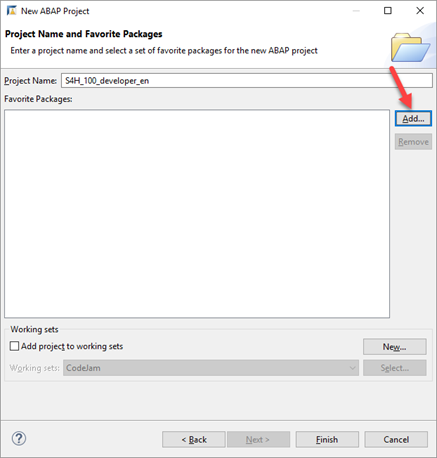 New ABAP Project
Project Name and Favorite Packages
Enter a project name and select a set of favorite packages for the new ABAP project
Project Name: S4H_100_developer_en
Favorite Packages:
Add...
Remove
Working sets
Add project to working sets
New...
Working sets: CodeJam
Select...
?
< Back
Next >
Finish
Cancel